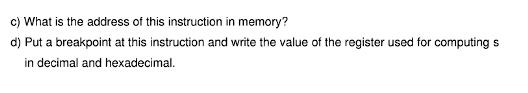 c) What is the address of this instruction in memory?
d) Put a breakpoint at this instruction and write the value of the register used for computing s
in decimal and hexadecimal.